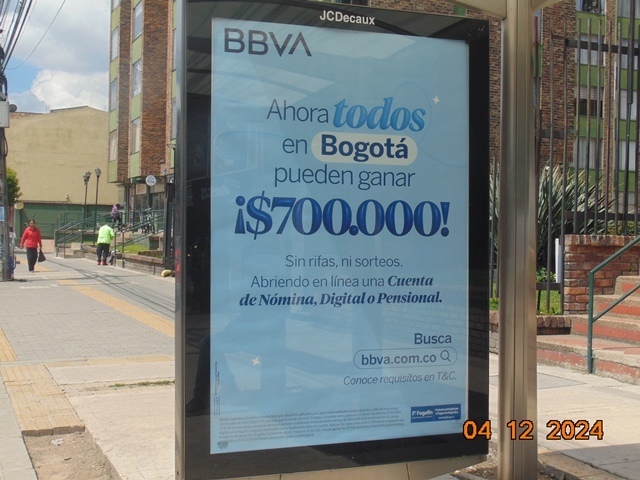 JCDecaux
BBVA
Ahora todos
en Bogotá
pueden ganar
¡$700.000!
Sin rifas, ni sorteos.
Abriendo en línea una Cuenta
de Nómina, Digital o Pensional.
Busca
bbva.com.co
Conoce requisitos en T&C.
Fogafín
04 12 2024